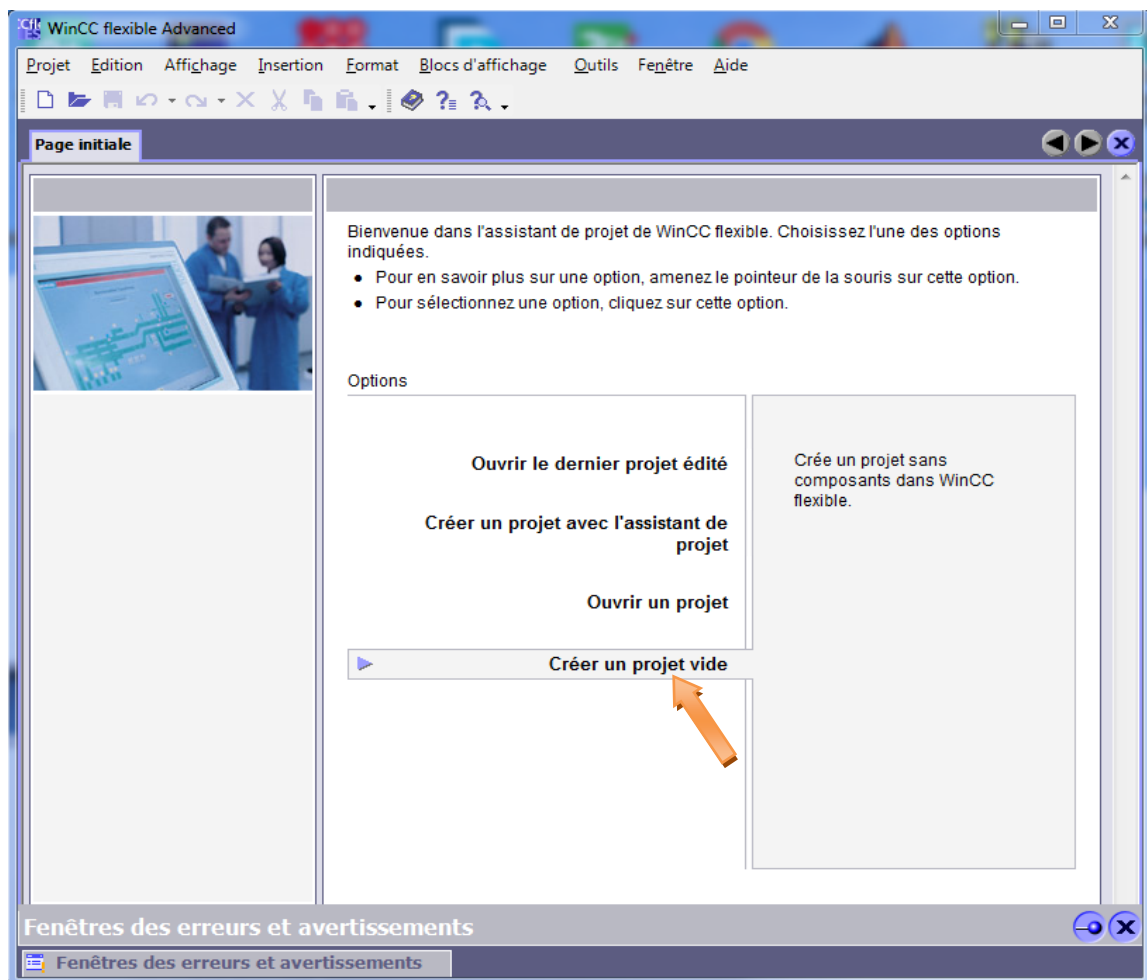 WinCC flexible Advanced
Projet Edition Affichage Insertion Format Blocs d'affichage Outils Fenêtre Aide
Page initiale
Bienvenue dans l'assistant de projet de WinCC flexible. Choisissez l'une des options
indiquées.
• Pour en savoir plus sur une option, amenez le pointeur de la souris sur cette option.
• Pour sélectionnez une option, cliquez sur cette option.
Options
Ouvrir le dernier projet édité
Créer un projet avec l'assistant de
projet
Ouvrir un projet
Créer un projet vide
Crée un projet sans
composants dans WinCC
flexible.
Fenêtres des erreurs et avertissements
Fenêtres des erreurs et avertissements